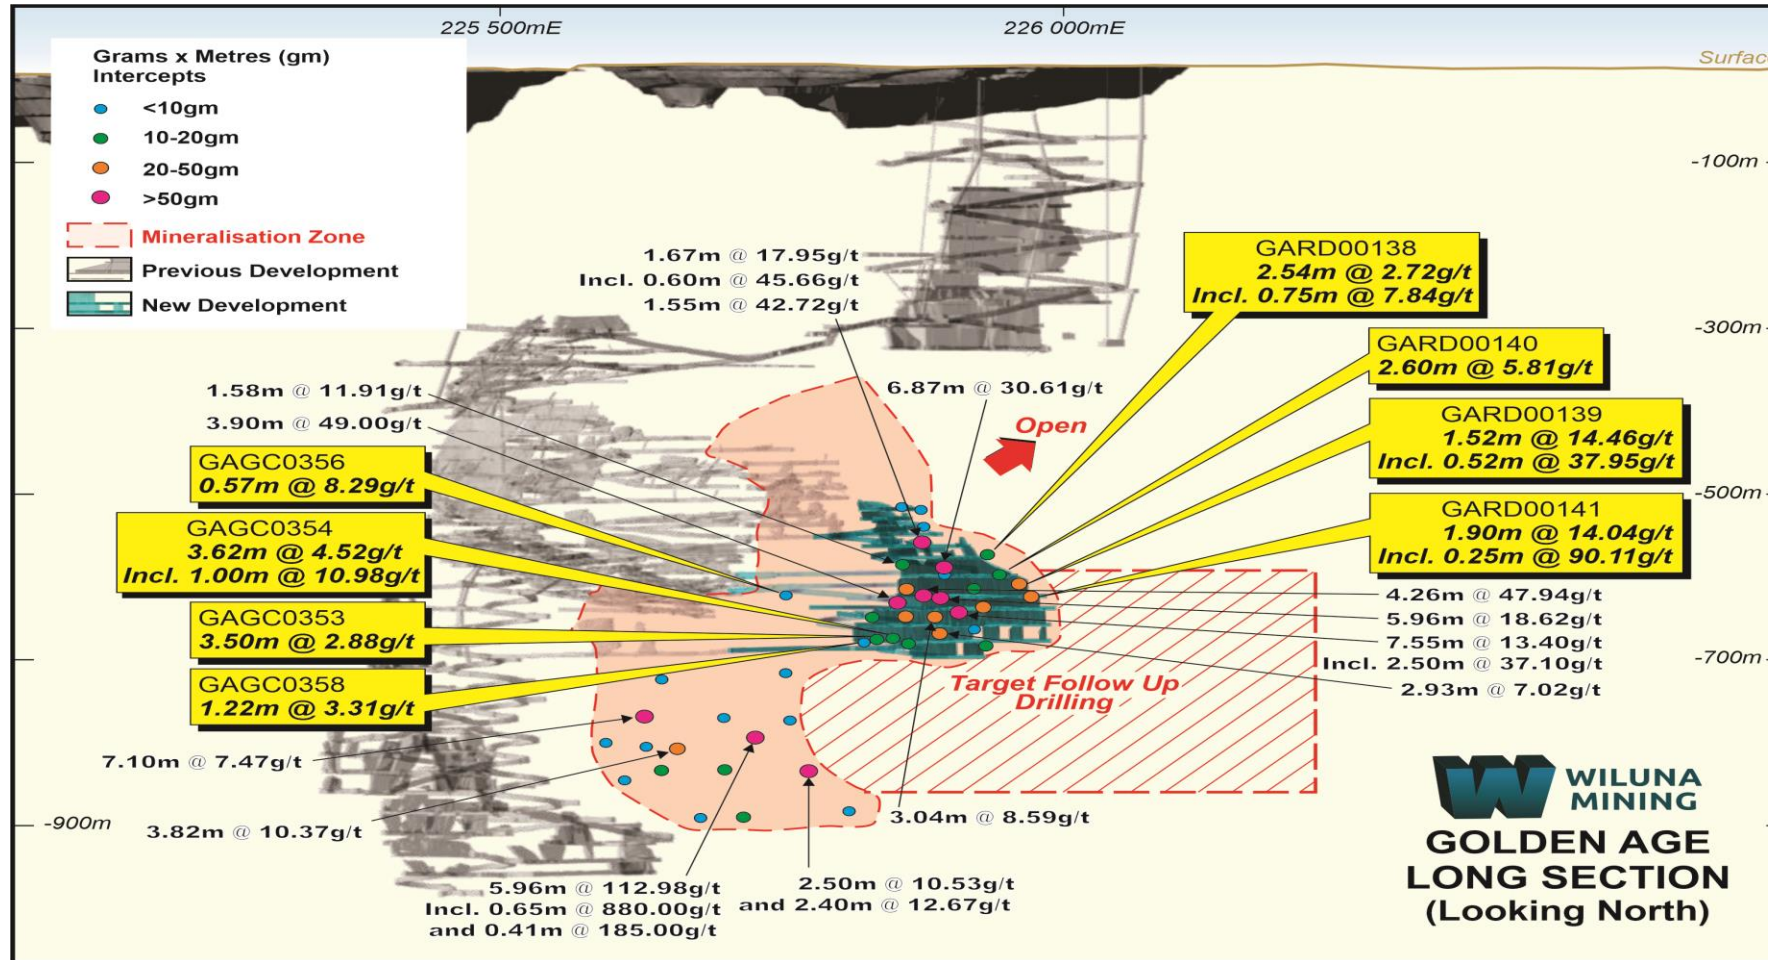 225 500mE
226 000mE
Surface
Grams x Metres (gm)
Intercepts
<10gm
10-20gm
20-50gm
>50gm
Mineralisation Zone
Previous Development
New Development
-100m
-300m
-500m
-700m
-900m
1.67m @ 17.95g/t
Incl. 0.60m @ 45.66g/t
1.55m @ 42.72g/t
GARD00138
2.54m @ 2.72g/t
Incl. 0.75m @ 7.84g/t
GARD00140
2.60m @ 5.81g/t
1.58m @ 11.91g/t
3.90m @ 49.00g/t
6.87m @ 30.61g/t
Open
GARD00139
1.52m @ 14.46g/t
Incl. 0.52m @ 37.95g/t
GAGC0356
0.57m @ 8.29g/t
GARD00141
1.90m @ 14.04g/t
Incl. 0.25m @ 90.11g/t
GAGC0354
3.62m @ 4.52g/t
Incl. 1.00m @ 10.98g/t
GAGC0353
3.50m @ 2.88g/t
GAGC0358
1.22m @ 3.31g/t
4.26m @ 47.94g/t
5.96m @ 18.62g/t
7.55m @ 13.40g/t
Incl. 2.50m @ 37.10g/t
2.93m @ 7.02g/t
Target Follow Up
Drilling
7.10m @ 7.47g/t
3.82m @ 10.37g/t
3.04m @ 8.59g/t
5.96m @ 112.98g/t
Incl. 0.65m @ 880.00g/t
and 0.41m @ 185.00g/t
2.50m @ 10.53g/t
and 2.40m @ 12.67g/t
WILUNA
MINING
GOLDEN AGE
LONG SECTION
(Looking North)